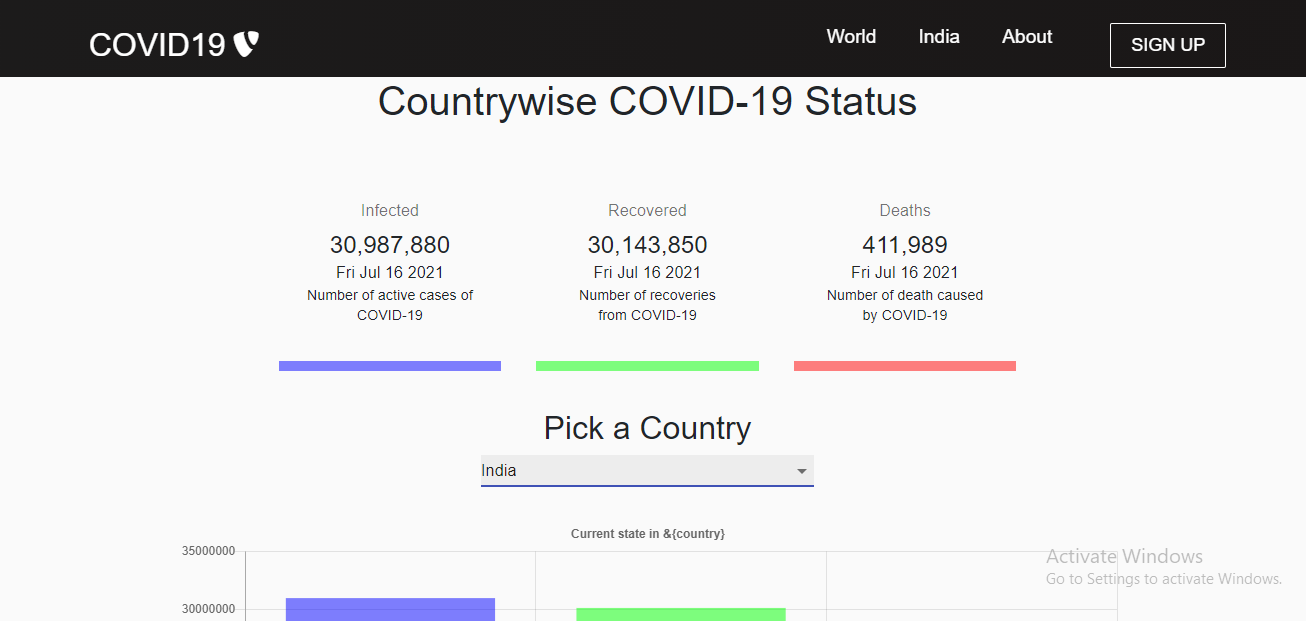 COVID19
World India About SIGN UP
Countrywise COVID-19 Status
Infected
30,987,880
Fri Jul 16 2021
Number of active cases of
COVID-19
Recovered
30,143,850
Fri Jul 16 2021
Number of recoveries
from COVID-19
Deaths
411,989
Fri Jul 16 2021
Number of death caused
by COVID-19
Pick a Country
India
Current state in &{country}
35000000
30000000
Activate Windows
Go to Settings to activate Windows.